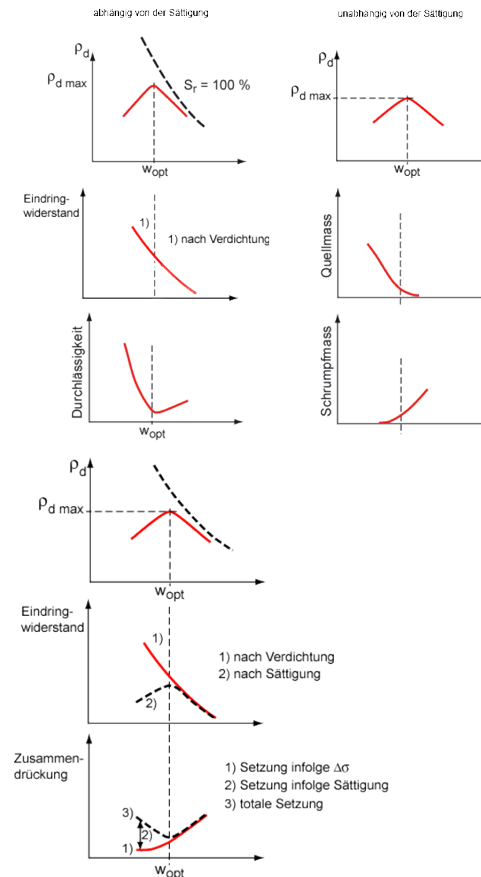 abhängig von der Sättigung
unabhängig von der Sättigung
ρd
ρd max
Sr = 100 %
wopt
ρd
ρd max
wopt
Eindring-
widerstand
1)
1) nach Verdichtung
Quellmass
Durchlässigkeit
wopt
Schrumpfmass
ρd
ρd max
wopt
Eindring-
widerstand
1)
2)
1) nach Verdichtung
2) nach Sättigung
Zusammen-
drückung
3)
2)
1)
1) Setzung infolge Δσ
2) Setzung infolge Sättigung
3) totale Setzung
wopt